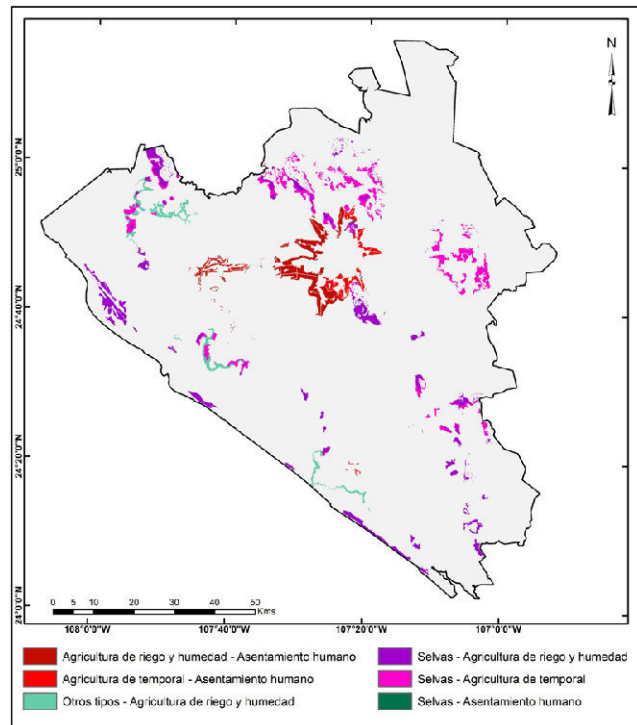 N
25°0'0"N
24°40'0"N
24°20'0"N
24°0'0"N
0 5 10 20 30 40 50
Kms
108°0'0"W 107°40'0"W 107°20'0"W 107°0'0"W
Agricultura de riego y humedad - Asentamiento humano
Agricultura de temporal - Asentamiento humano
Otros tipos - Agricultura de riego y humedad
Selvas - Agricultura de riego y humedad
Selvas - Agricultura de temporal
Selvas - Asentamiento humano